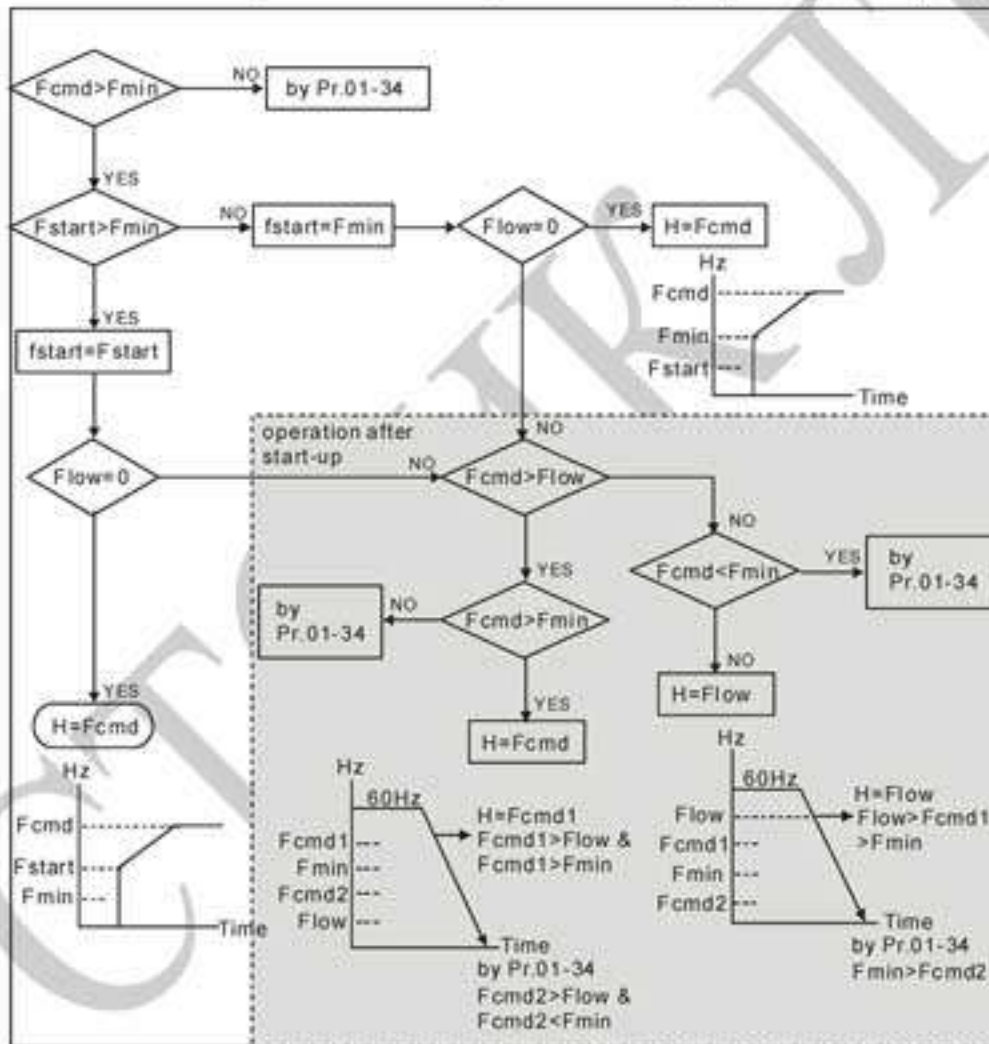 Fcmd>Fmin
NO
by Pr.01-34
YES
Fstart>Fmin
NO
fstart=Fmin
Flow=0
YES
H=Fcmd
Hz
Fcmd
Fmin
Fstart
Time
YES
fstart=Fstart
NO
operation after
start-up
Flow=0
NO
Fcmd>Flow
NO
YES
Fcmd<Fmin
YES
by
Pr.01-34
by
Pr.01-34
NO
Fcmd>Fmin
NO
H=Flow
YES
H=Fcmd
YES
H=Fcmd
Hz
Fcmd
Fstart
Fmin
Time
Hz
60Hz
H=Fcmd1
Fcmd1>Flow &
Fcmd1>Fmin
Fcmd1
Fmin
Fcmd2
Flow
Time
by Pr.01-34
Fcmd2>Flow &
Fcmd2<Fmin
Hz
60Hz
H=Flow
Flow>Fcmd1
>Fmin
Flow
Fcmd1
Fmin
Fcmd2
Time
by Pr.01-34
Fmin>Fcmd2